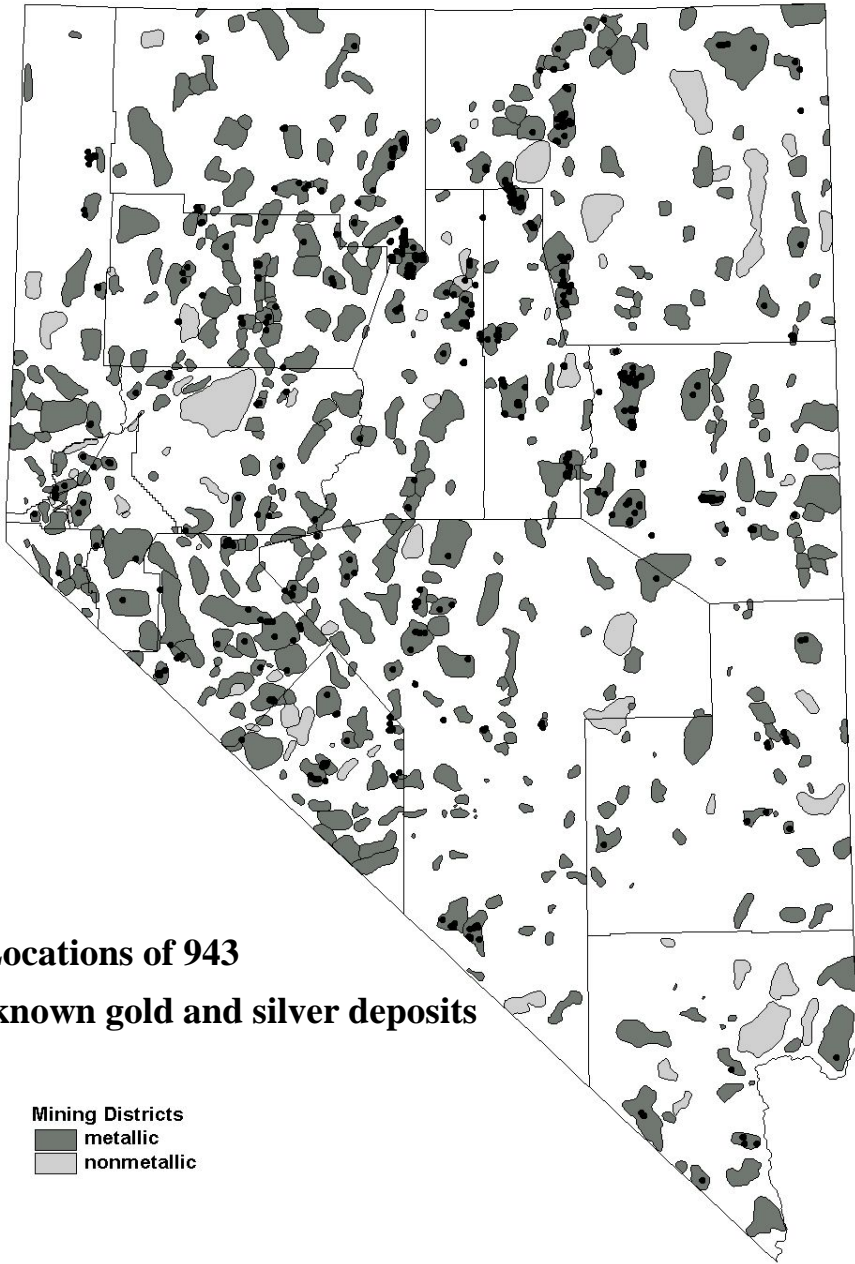 ocations of 943
known gold and silver deposits
Mining Districts
metallic
nonmetallic